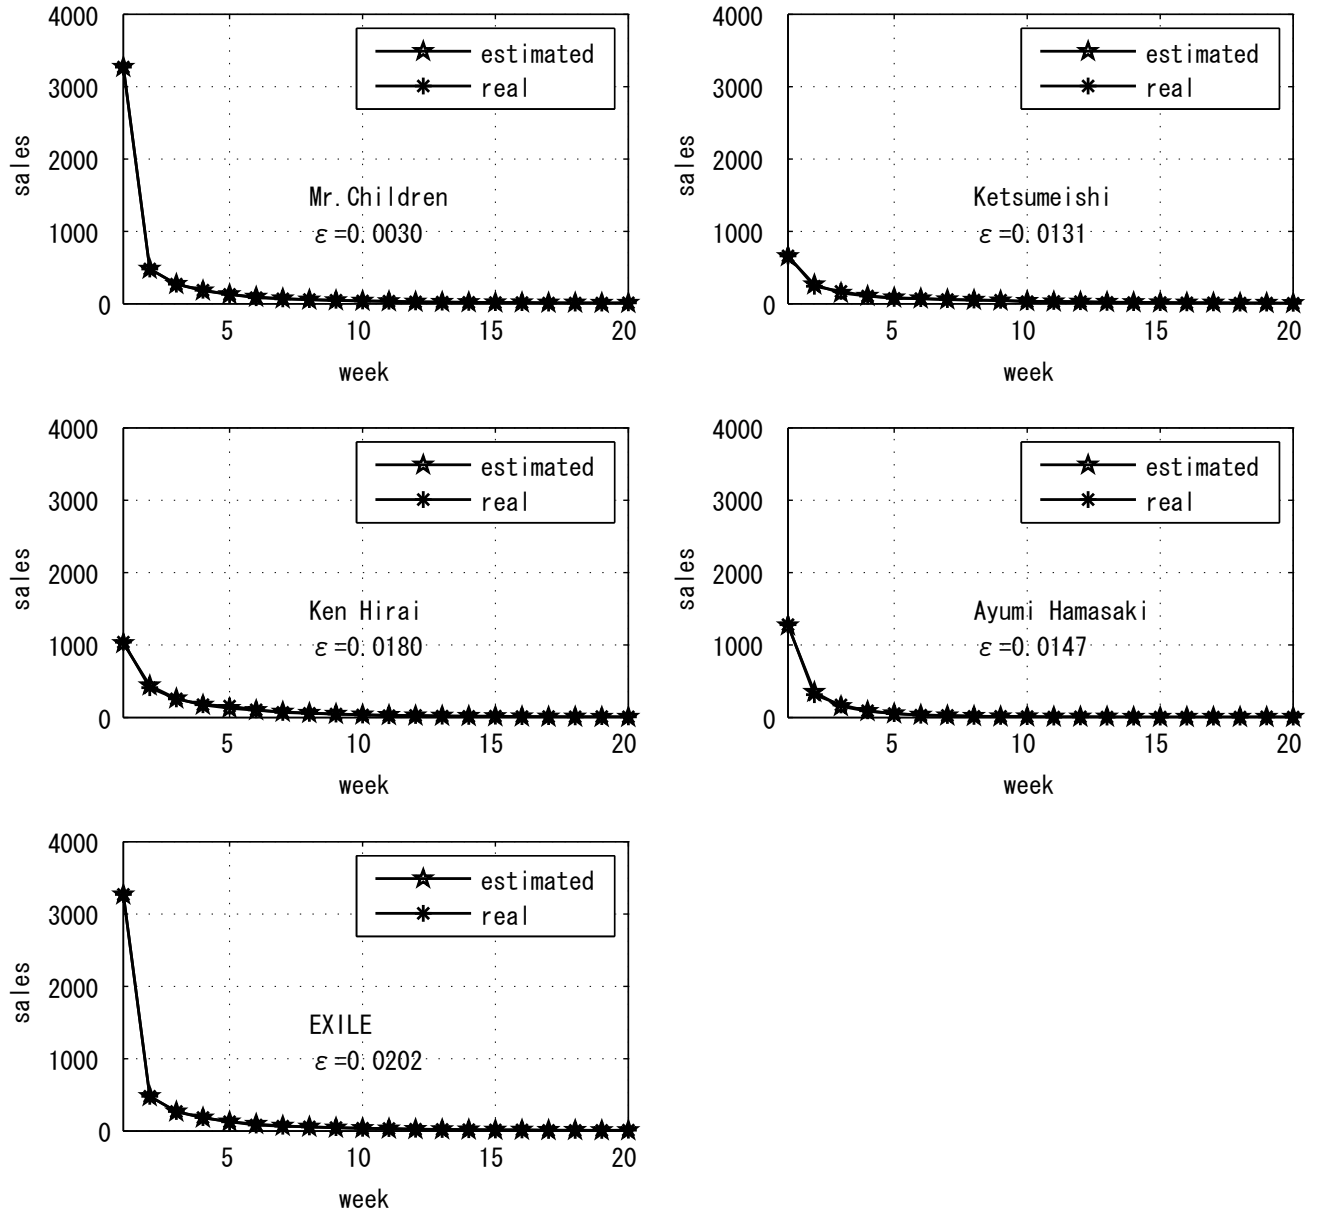 4000
3000
2000
1000
0
sales
estimated
real
Mr.Children
ε=0.0030
5
10
15
20
week
4000
3000
2000
1000
0
sales
estimated
real
Ketsumeishi
ε=0.0131
5
10
15
20
week
4000
3000
2000
1000
0
sales
estimated
real
Ken Hirai
ε=0.0180
5
10
15
20
week
4000
3000
2000
1000
0
sales
estimated
real
Ayumi Hamasaki
ε=0.0147
5
10
15
20
week
4000
3000
2000
1000
0
sales
estimated
real
EXILE
ε=0.0202
5
10
15
20
week